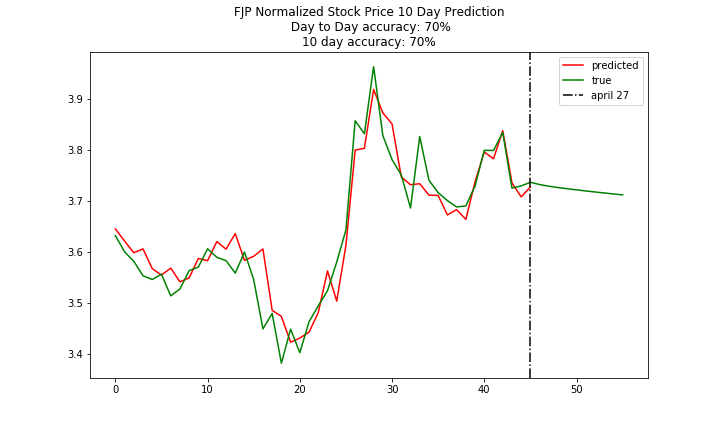 FJP Normalized Stock Price 10 Day Prediction
Day to Day accuracy: 70%
10 day accuracy: 70%
predicted
true
april 27
3.9
3.8
3.7
3.6
3.5
3.4
0 10 20 30 40 50